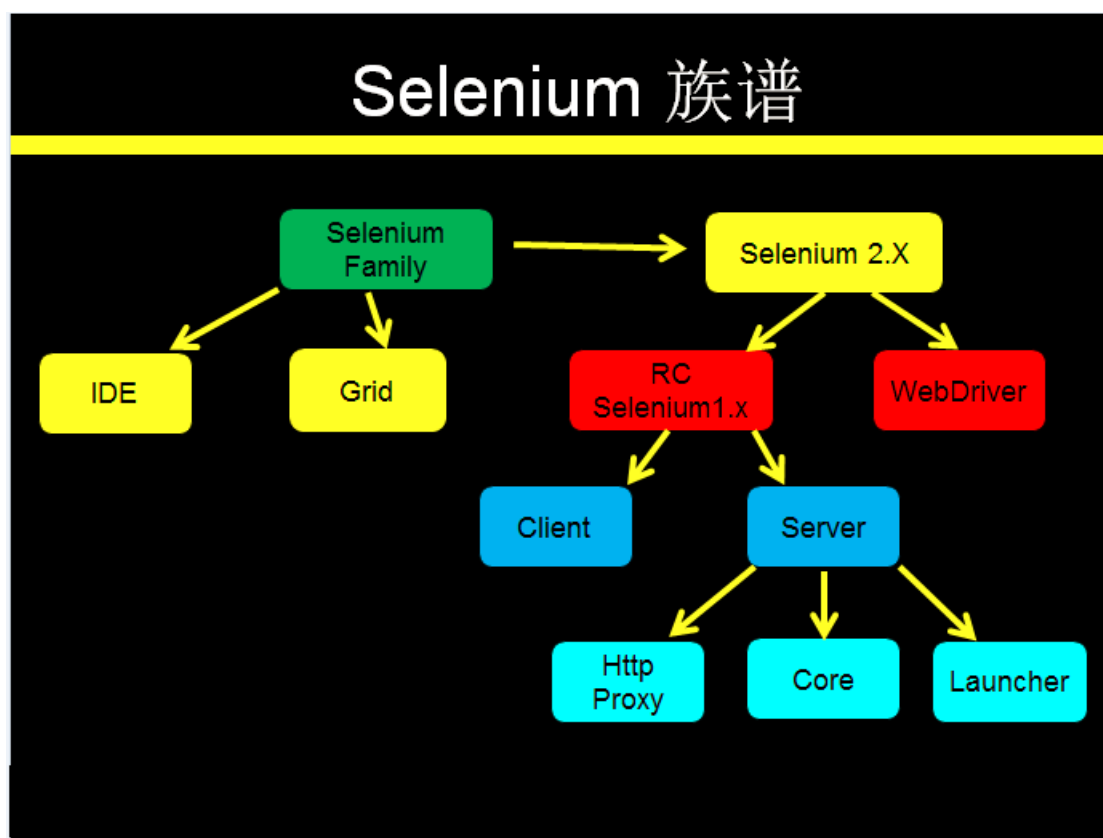 Selenium 族谱
Selenium
Family
Selenium 2.X
IDE
Grid
RC
Selenium1.x
WebDriver
Client
Server
Http
Proxy
Core
Launcher